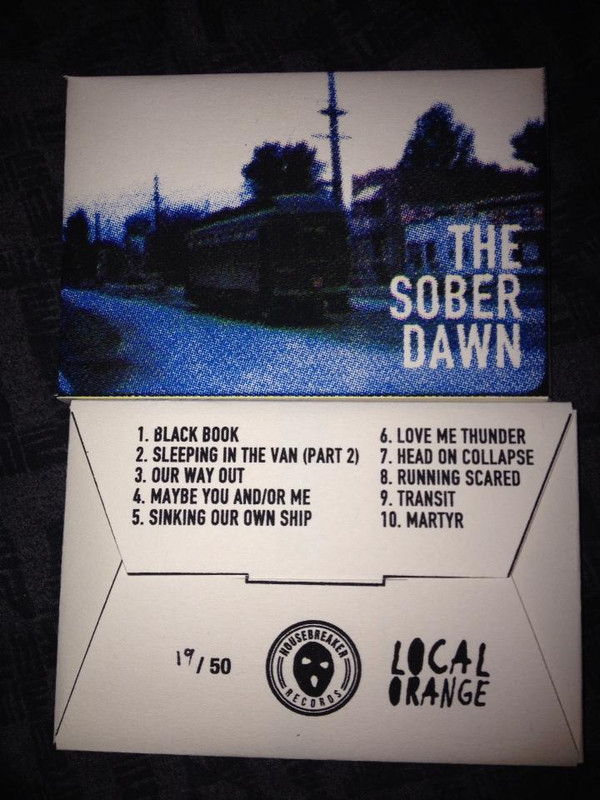 THE
SOBER
DAWN
1. BLACK BOOK
2. SLEEPING IN THE VAN (PART 2)
3. OUR WAY OUT
4. MAYBE YOU AND/OR ME
5. SINKING OUR OWN SHIP
6. LOVE ME THUNDER
7. HEAD ON COLLAPSE
8. RUNNING SCARED
9. TRANSIT
10. MARTYR
19/50
HOUSEBREAKER
RECORDS
LOCAL
ORANGE